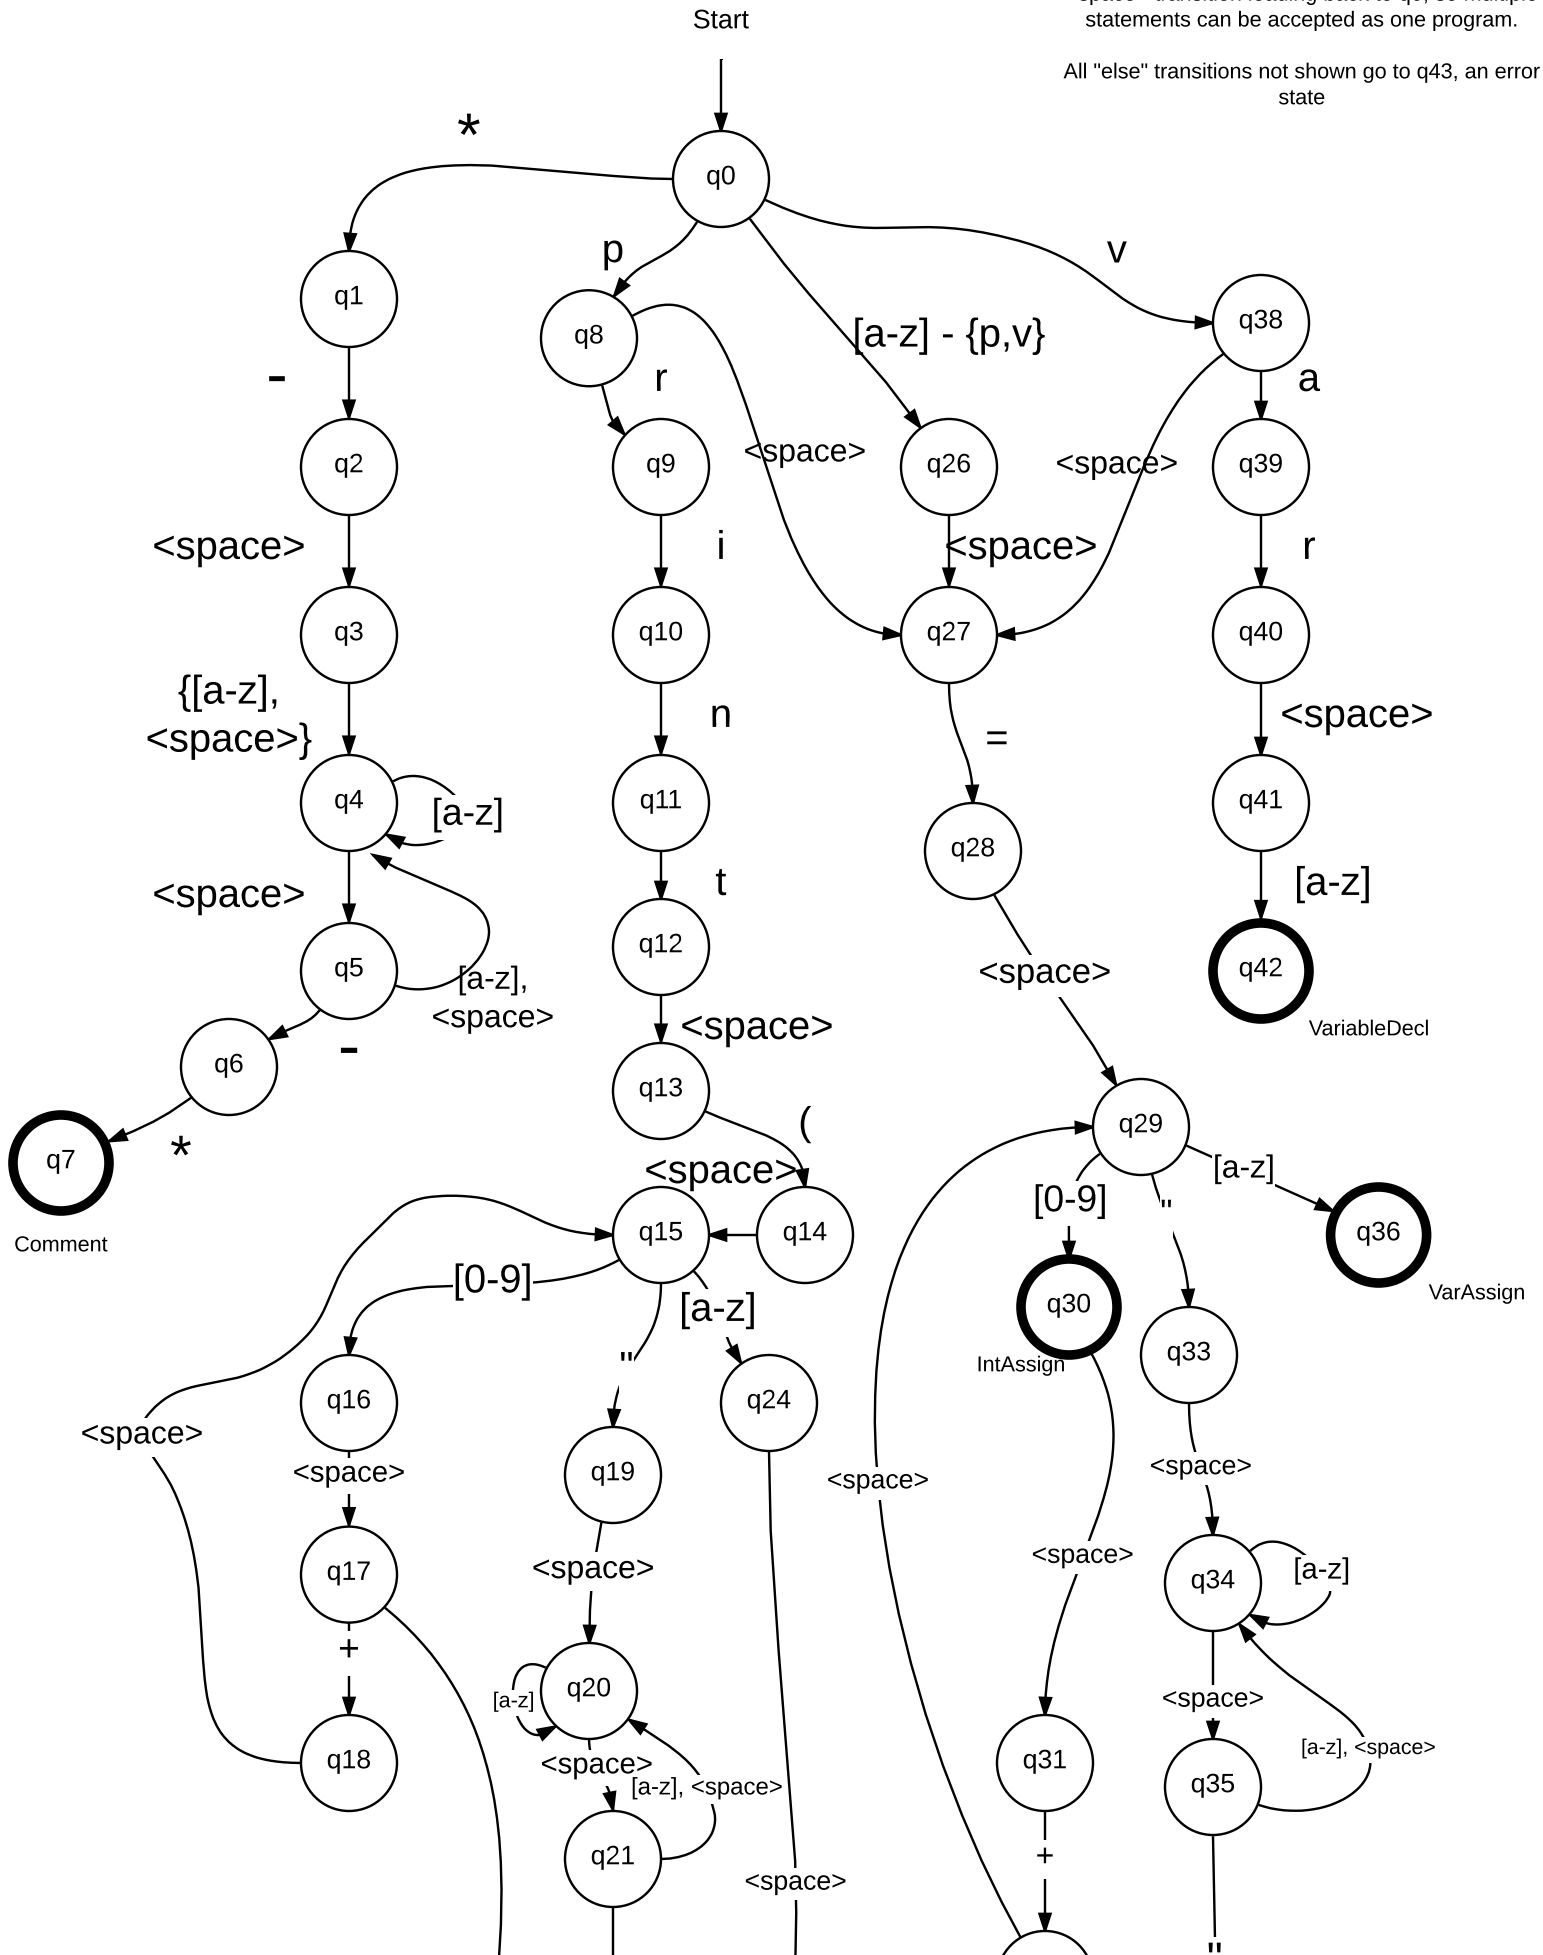 Start
statements can be accepted as one program.
All "else" transitions not shown go to q43, an error
state
*
q0
p
v
[a-z] - {p,v}
q1
q8
q38
-
r
a
<space>
<space>
q2
q9
q26
q39
<space>
i
<space>
r
q3
q10
q27
q40
{[a-z],
<space>}
n
=
<space>
q4
[a-z]
q11
q28
q41
<space>
t
[a-z]
q5
[a-z],
<space>
q12
<space>
q42
VariableDecl
-
<space>
q6
q13
*
(
q29
q7
<space>
[0-9]
"
[a-z]
Comment
q15
q14
q36
VarAssign
[0-9]
[a-z]
q30
IntAssign
"
q33
q16
q24
<space>
<space>
q19
<space>
<space>
<space>
q17
<space>
q34
[a-z]
+
q20
[a-z]
<space>
<space>
[a-z], <space>
q18
q31
q35
[a-z], <space>
q21
<space>
+
"